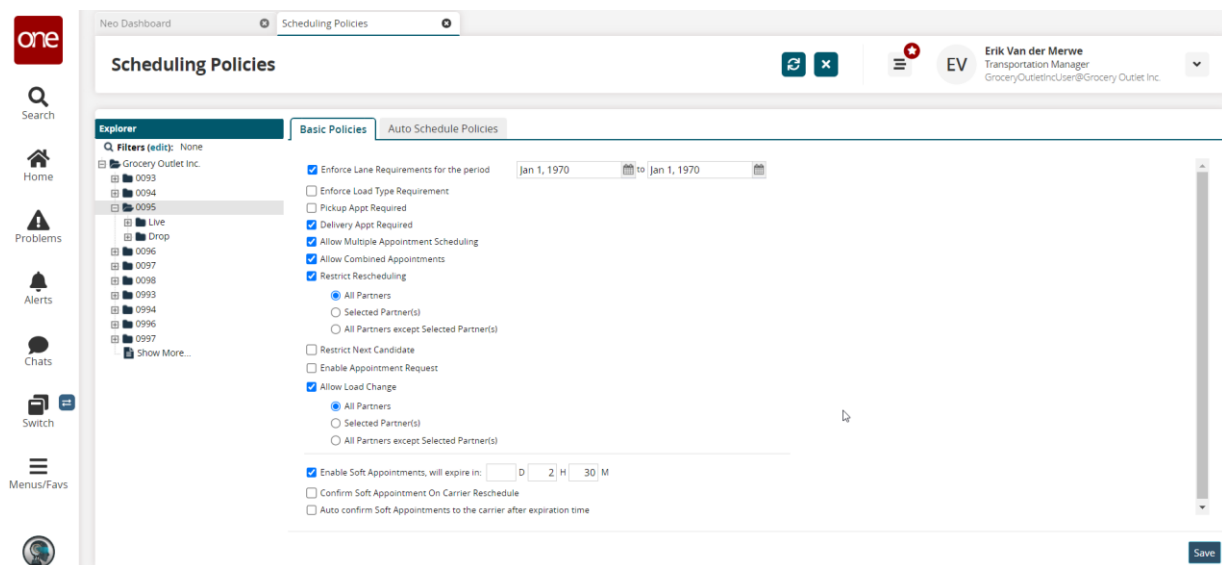 one
Neo Dashboard
Scheduling Policies
Scheduling Policies
EV
Erik Van der Merwe
Transportation Manager
GroceryOutletIncUser@Grocery Outlet Inc.
Search
Home
Problems
Alerts
Chats
Switch
Menus/Favs
Explorer
Filters (edit): None
Grocery Outlet Inc.
0093
0094
0095
Live
Drop
0096
0097
0098
0993
0994
0996
0997
Show More...
Basic Policies
Auto Schedule Policies
Enforce Lane Requirements for the period Jan 1, 1970 to Jan 1, 1970
Enforce Load Type Requirement
Pickup Appt Required
Delivery Appt Required
Allow Multiple Appointment Scheduling
Allow Combined Appointments
Restrict Rescheduling
All Partners
Selected Partner(s)
All Partners except Selected Partner(s)
Restrict Next Candidate
Enable Appointment Request
Allow Load Change
All Partners
Selected Partner(s)
All Partners except Selected Partner(s)
Enable Soft Appointments, will expire in: D 2 H 30 M
Confirm Soft Appointment On Carrier Reschedule
Auto confirm Soft Appointments to the carrier after expiration time
Save